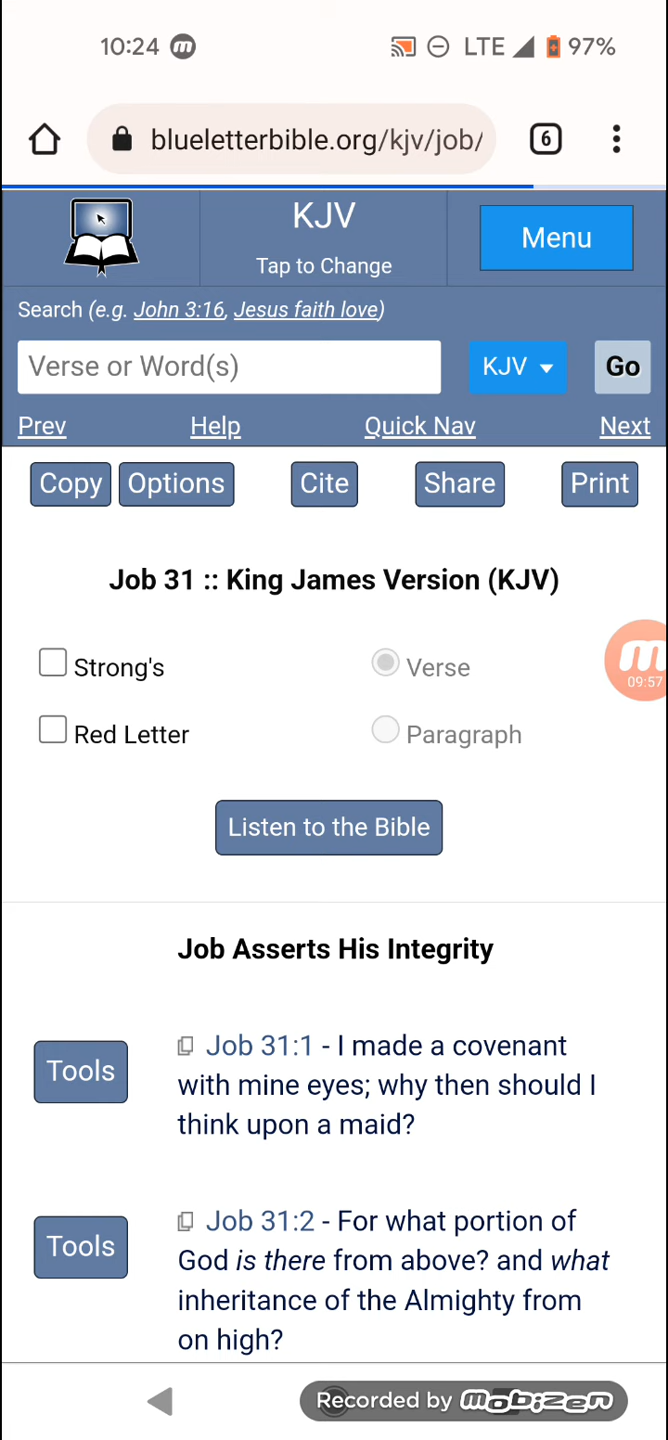 10:24 m LTE 97%
blueletterbible.org/kjv/job/ 6
KJV
Tap to Change
Menu
Search (e.g. John 3:16, Jesus faith love)
Verse or Word(s) KJV Go
Prev Help Quick Nav Next
Copy Options Cite Share Print
Job 31 :: King James Version (KJV)
Strong's Verse
m
09:57
Red Letter Paragraph
Listen to the Bible
Job Asserts His Integrity
Tools
Job 31:1 - I made a covenant
with mine eyes; why then should I
think upon a maid?
Tools
Job 31:2 - For what portion of
God is there from above? and what
inheritance of the Almighty from
on high?
Recorded by mobizen